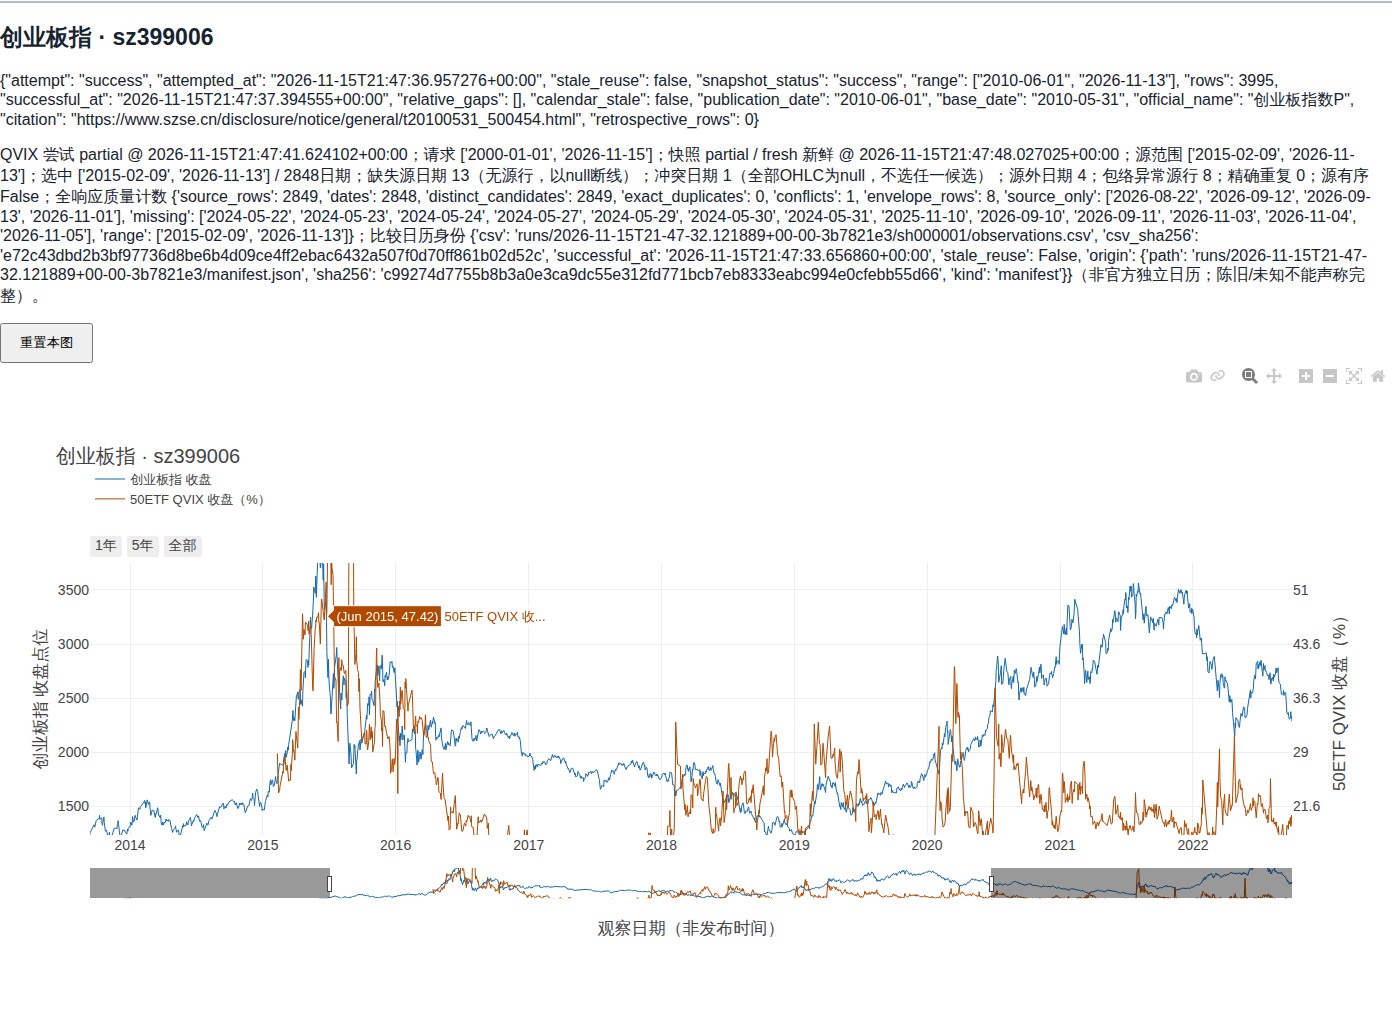 创业板指 · sz399006
{"attempt": "success", "attempted_at": "2026-11-15T21:47:36.957276+00:00", "stale_reuse": false, "snapshot_status": "success", "range": ["2010-06-01", "2026-11-13"], "rows": 3995,
"successful_at": "2026-11-15T21:47:37.394555+00:00", "relative_gaps": [], "calendar_stale": false, "publication_date": "2010-06-01", "base_date": "2010-05-31", "official_name": "创业板指数P",
"citation": "https://www.szse.cn/disclosure/notice/general/t20100531_500454.html", "retrospective_rows": 0}
QVIX 尝试 partial @ 2026-11-15T21:47:41.624102+00:00；请求 ['2000-01-01', '2026-11-15']；快照 partial / fresh 新鲜 @ 2026-11-15T21:47:48.027025+00:00；源范围 ['2015-02-09', '2026-11-
13']；选中 ['2015-02-09', '2026-11-13'] / 2848日期；缺失源日期 13（无源行，以null断线）；冲突日期 1（全部OHLC为null，不选任一候选）；源外日期 4；包络异常源行 8；精确重复 0；源有序
False；全响应质量计数 {'source_rows': 2849, 'dates': 2848, 'distinct_candidates': 2849, 'exact_duplicates': 0, 'conflicts': 1, 'envelope_rows': 8, 'source_only': ['2026-08-22', '2026-09-12', '2026-09-
13', '2026-11-01'], 'missing': ['2024-05-22', '2024-05-23', '2024-05-24', '2024-05-27', '2024-05-29', '2024-05-30', '2024-05-31', '2025-11-10', '2026-09-10', '2026-09-11', '2026-11-03', '2026-11-04',
'2026-11-05'], 'range': ['2015-02-09', '2026-11-13']}；比较日历身份 {'csv': 'runs/2026-11-15T21-47-32.121889+00-00-3b7821e3/sh000001/observations.csv', 'csv_sha256':
'e72c43dbd2b3bf97736d8be6b4d09ce4ff2ebac6432a507f0d70ff861b02d52c', 'successful_at': '2026-11-15T21:47:33.656860+00:00', 'stale_reuse': False, 'origin': {'path': 'runs/2026-11-15T21-47-
32.121889+00-00-3b7821e3/manifest.json', 'sha256': 'c99274d7755b8b3a0e3ca9dc55e312fd771bcb7eb8333eabc994e0cfebb55d66', 'kind': 'manifest'}}（非官方独立日历；陈旧/未知不能声称完
整）。
重置本图
创业板指 · sz399006
创业板指 收盘
50ETF QVIX 收盘（%）
1年 5年 全部
3500
3000
2500
2000
1500
创业板指 收盘点位
(Jun 2015, 47.42) 50ETF QVIX 收...
51
43.6
36.3
29
21.6
50ETF QVIX 收盘（%）
2014 2015 2016 2017 2018 2019 2020 2021 2022
观察日期（非发布时间）